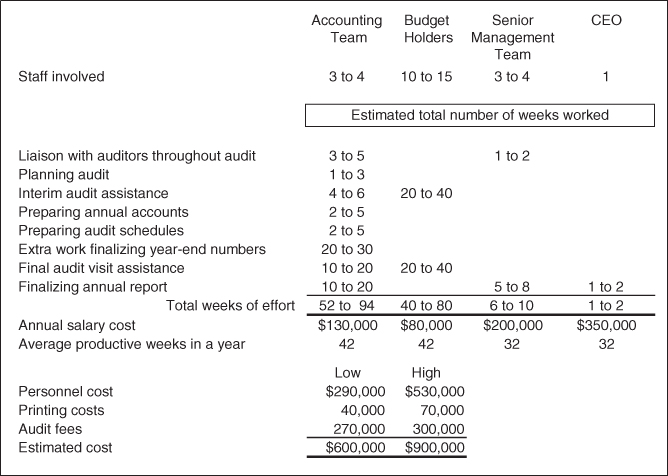 Accounting Team Budget Holders Senior Management Team CEO
Staff involved 3 to 4 10 to 15 3 to 4 1
Estimated total number of weeks worked
Liaison with auditors throughout audit 3 to 5 1 to 2
Planning audit 1 to 3
Interim audit assistance 4 to 6 20 to 40
Preparing annual accounts 2 to 5
Preparing audit schedules 2 to 5
Extra work finalizing year-end numbers 20 to 30
Final audit visit assistance 10 to 20 20 to 40
Finalizing annual report 10 to 20 5 to 8 1 to 2
Total weeks of effort 52 to 94 40 to 80 6 to 10 1 to 2
Annual salary cost $130,000 $80,000 $200,000 $350,000
Average productive weeks in a year 42 42 32 32
Low High
Personnel cost $290,000 $530,000
Printing costs 40,000 70,000
Audit fees 270,000 300,000
Estimated cost $600,000 $900,000